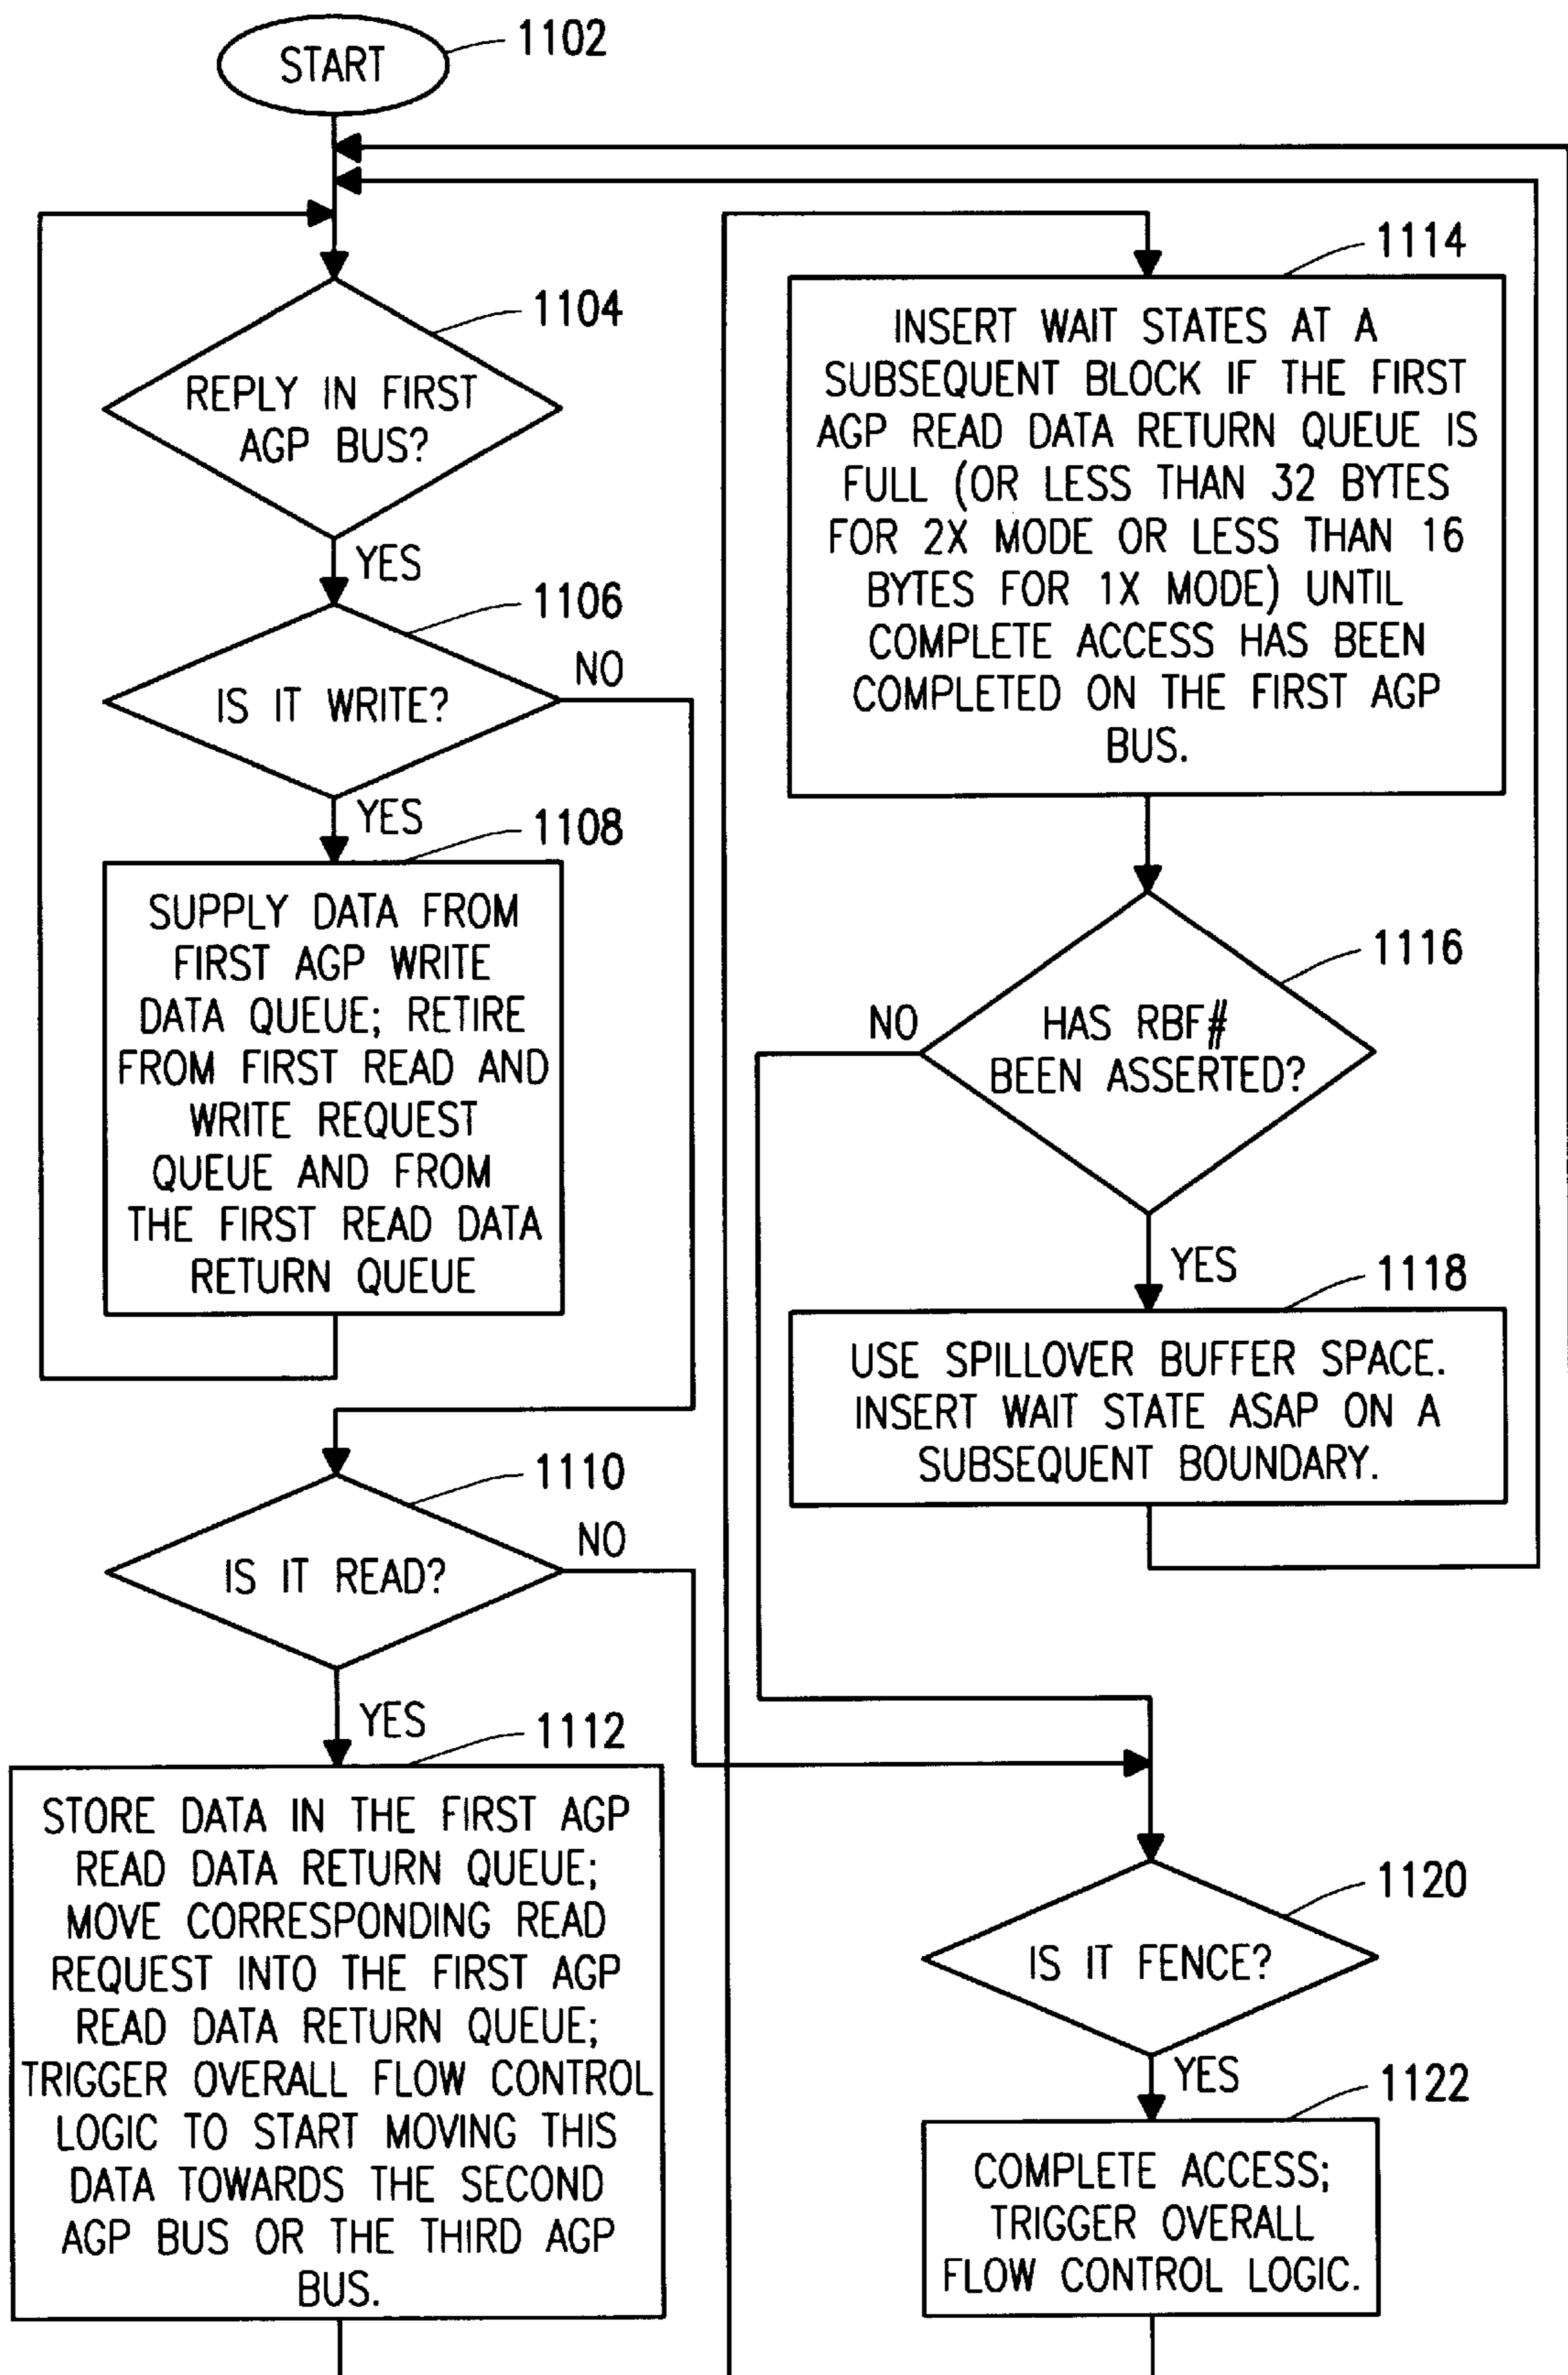 START
1102
1104
REPLY IN FIRST
AGP BUS?
YES
1106
IS IT WRITE?
NO
YES
1108
SUPPLY DATA FROM
FIRST AGP WRITE
DATA QUEUE; RETIRE
FROM FIRST READ AND
WRITE REQUEST
QUEUE AND FROM
THE FIRST READ DATA
RETURN QUEUE
1110
IS IT READ?
NO
YES
1112
STORE DATA IN THE FIRST AGP
READ DATA RETURN QUEUE;
MOVE CORRESPONDING READ
REQUEST INTO THE FIRST AGP
READ DATA RETURN QUEUE;
TRIGGER OVERALL FLOW CONTROL
LOGIC TO START MOVING THIS
DATA TOWARDS THE SECOND
AGP BUS OR THE THIRD AGP
BUS.
1114
INSERT WAIT STATES AT A
SUBSEQUENT BLOCK IF THE FIRST
AGP READ DATA RETURN QUEUE IS
FULL (OR LESS THAN 32 BYTES
FOR 2X MODE OR LESS THAN 16
BYTES FOR 1X MODE) UNTIL
COMPLETE ACCESS HAS BEEN
COMPLETED ON THE FIRST AGP
BUS.
1116
HAS RBF#
BEEN ASSERTED?
NO
YES
1118
USE SPILLOVER BUFFER SPACE.
INSERT WAIT STATE ASAP ON A
SUBSEQUENT BOUNDARY.
1120
IS IT FENCE?
YES
1122
COMPLETE ACCESS;
TRIGGER OVERALL
FLOW CONTROL LOGIC.